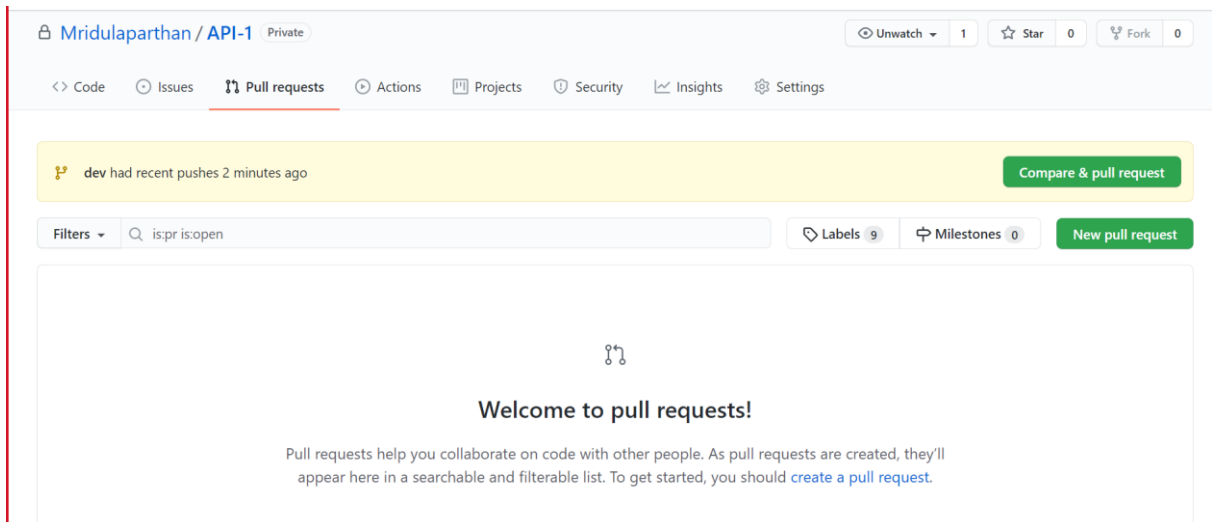 Mridulaparthan / API-1 Private
Unwatch 1 Star 0 Fork 0
<> Code Issues Pull requests Actions Projects Security Insights Settings
dev had recent pushes 2 minutes ago Compare & pull request
Filters is:pr is:open Labels 9 Milestones 0 New pull request
Welcome to pull requests!
Pull requests help you collaborate on code with other people. As pull requests are created, they’ll
appear here in a searchable and filterable list. To get started, you should create a pull request.